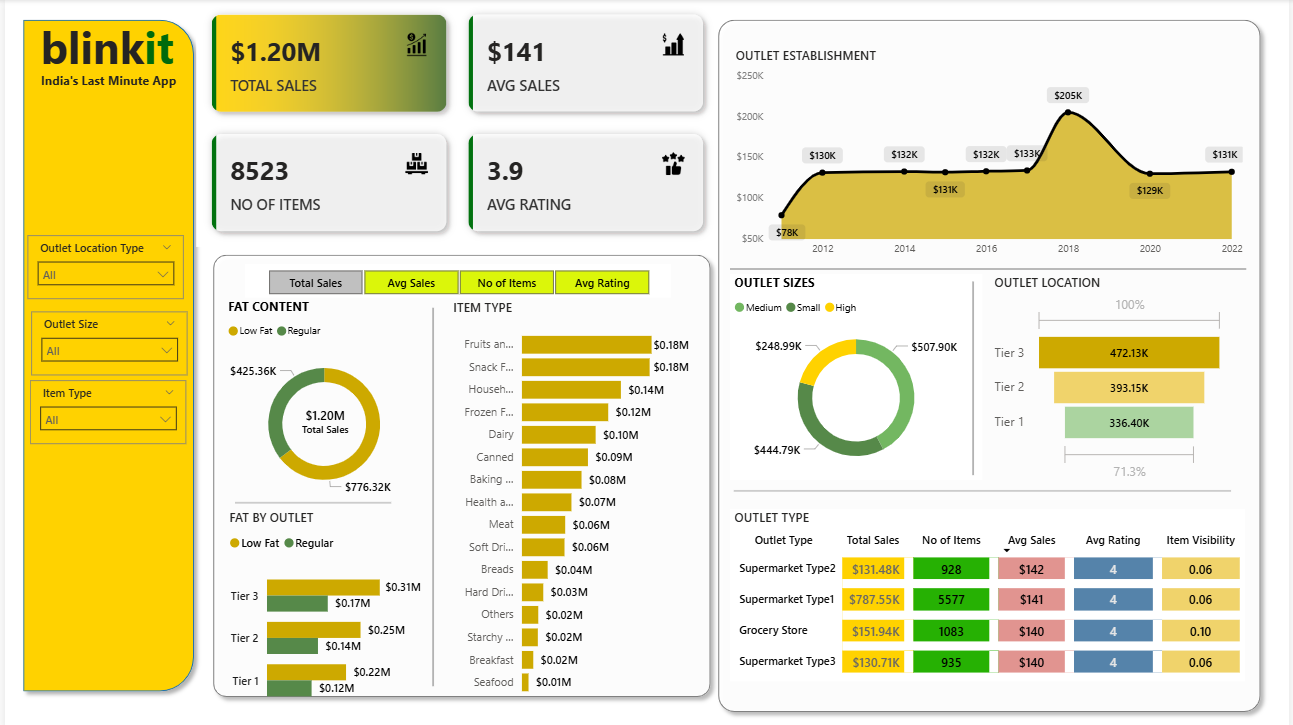 blinkit
India's Last Minute App
Outlet Location Type
All
Outlet Size
All
Item Type
All
$1.20M
TOTAL SALES
$141
AVG SALES
8523
NO OF ITEMS
3.9
AVG RATING
Total Sales Avg Sales No of Items Avg Rating
FAT CONTENT
Low Fat Regular
$425.36K
$1.20M
Total Sales
$776.32K
FAT BY OUTLET
Low Fat Regular
Tier 3 $0.31M
$0.17M
Tier 2 $0.25M
$0.14M
Tier 1 $0.22M
$0.12M
ITEM TYPE
Fruits an... $0.18M
Snack F... $0.18M
Househ... $0.14M
Frozen F... $0.12M
Dairy $0.10M
Canned $0.09M
Baking ... $0.08M
Health a... $0.07M
Meat $0.06M
Soft Dri... $0.06M
Breads $0.04M
Hard Dri... $0.03M
Others $0.02M
Starchy ... $0.02M
Breakfast $0.02M
Seafood $0.01M
OUTLET ESTABLISHMENT
$250K
$200K
$150K
$100K
$50K
$78K
$130K
$132K
$131K
$132K
$133K
$205K
$129K
$131K
2012 2014 2016 2018 2020 2022
OUTLET SIZES
Medium Small High
$248.99K
$507.90K
$444.79K
OUTLET LOCATION
100%
Tier 3 472.13K
Tier 2 393.15K
Tier 1 336.40K
71.3%
OUTLET TYPE
Outlet Type Total Sales No of Items Avg Sales Avg Rating Item Visibility
Supermarket Type2 $131.48K 928 $142 4 0.06
Supermarket Type1 $787.55K 5577 $141 4 0.06
Grocery Store $151.94K 1083 $140 4 0.10
Supermarket Type3 $130.71K 935 $140 4 0.06